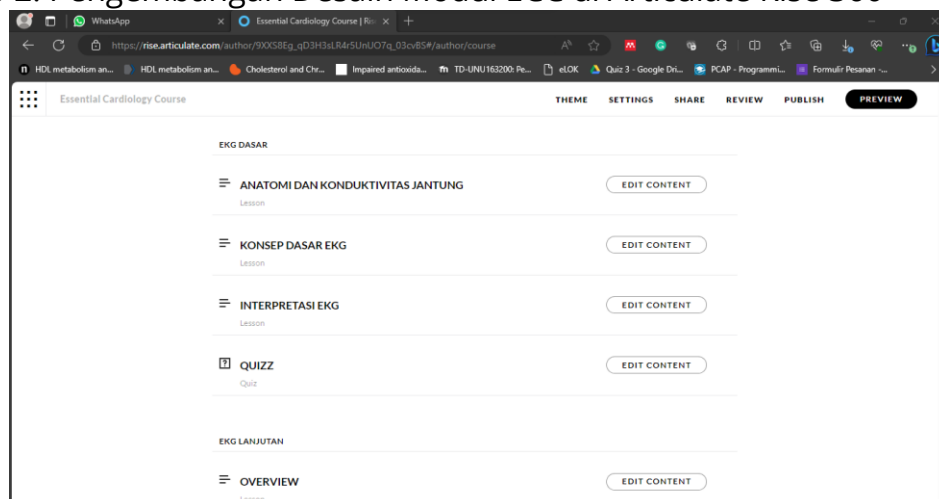 2. Pengembangan Desain Modul ECG di Articulate Rise 360
WhatsApp
Essential Cardiology Course | Ris
https://rise.articulate.com/author/9XXS8Eg_qD3H3sLR4r5UnUO7q_03cvBS#/author/course
HDL metabolism an...
HDL metabolism an...
Cholesterol and Chr...
Impaired antioxida...
TD-UNU163200: Pe...
eLOK
Quiz 3 - Google Dri...
PCAP - Programmi...
Formulir Pesanan -...
Essential Cardiology Course
THEME
SETTINGS
SHARE
REVIEW
PUBLISH
PREVIEW
EKG DASAR
ANATOMI DAN KONDUKTIVITAS JANTUNG
EDIT CONTENT
Lesson
KONSEP DASAR EKG
EDIT CONTENT
Lesson
INTERPRETASI EKG
EDIT CONTENT
Lesson
QUIZZ
EDIT CONTENT
Quiz
EKG LANJUTAN
OVERVIEW
EDIT CONTENT
Lesson